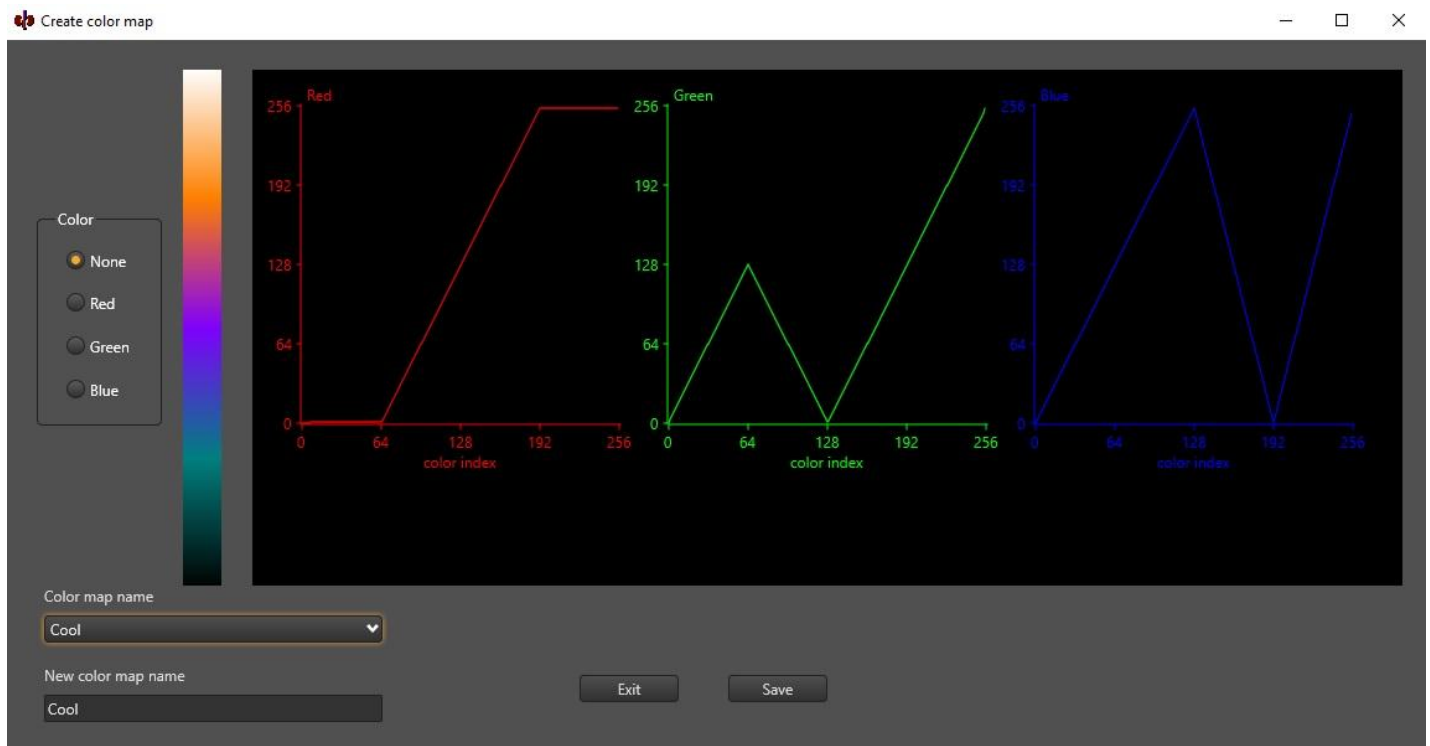 Create color map
Color
None
Red
Green
Blue
Red
256
192
128
64
0
0 64 128 192 256
color index
Green
256
192
128
64
0
0 64 128 192 256
color index
Blue
256
192
128
64
0
0 64 128 192 256
color index
Color map name
Cool
New color map name
Cool
Exit Save